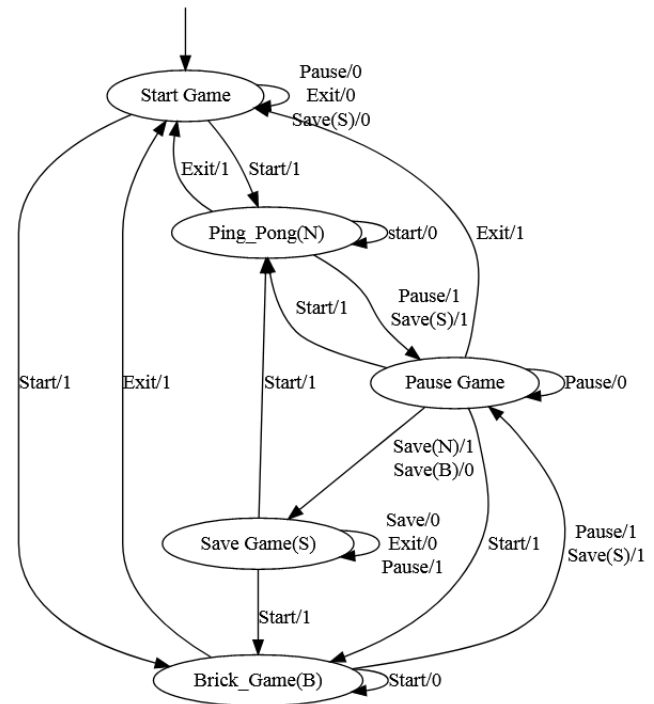 Pause/0
Start Game
Exit/0
Save(S)/0
Exit/1
Start/1
Ping_Pong(N)
start/0
Exit/1
Pause/1
Start/1
Save(S)/1
Start/1
Exit/1
Start/1
Pause Game
Pause/0
Save(N)/1
Save(B)/0
Save/0
Save Game(S)
Exit/0
Pause/1
Start/1
Pause/1
Save(S)/1
Start/1
Brick_Game(B)
Start/0